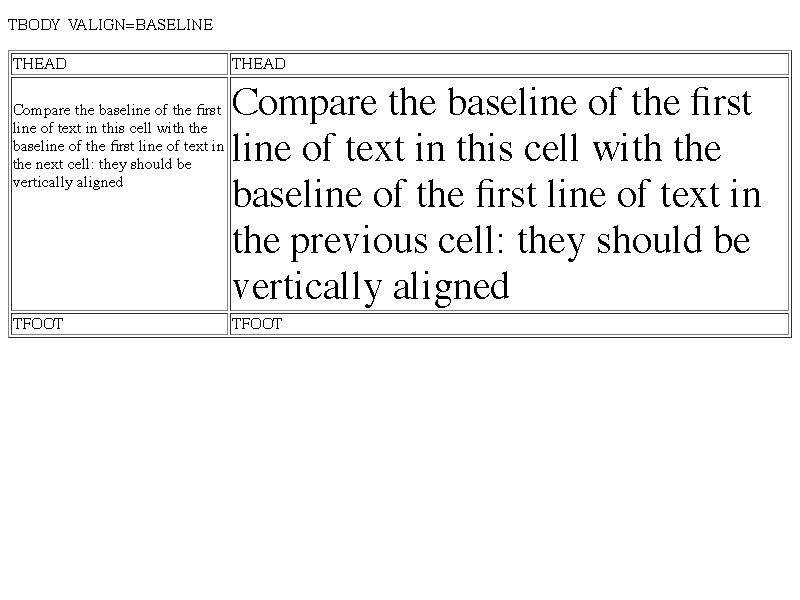 TBODY VALIGN=BASELINE
THEAD
THEAD
Compare the baseline of the first
line of text in this cell with the
baseline of the first line of text in
the next cell: they should be
vertically aligned
Compare the baseline of the first
line of text in this cell with the
baseline of the first line of text in
the previous cell: they should be
vertically aligned
TFOOT
TFOOT